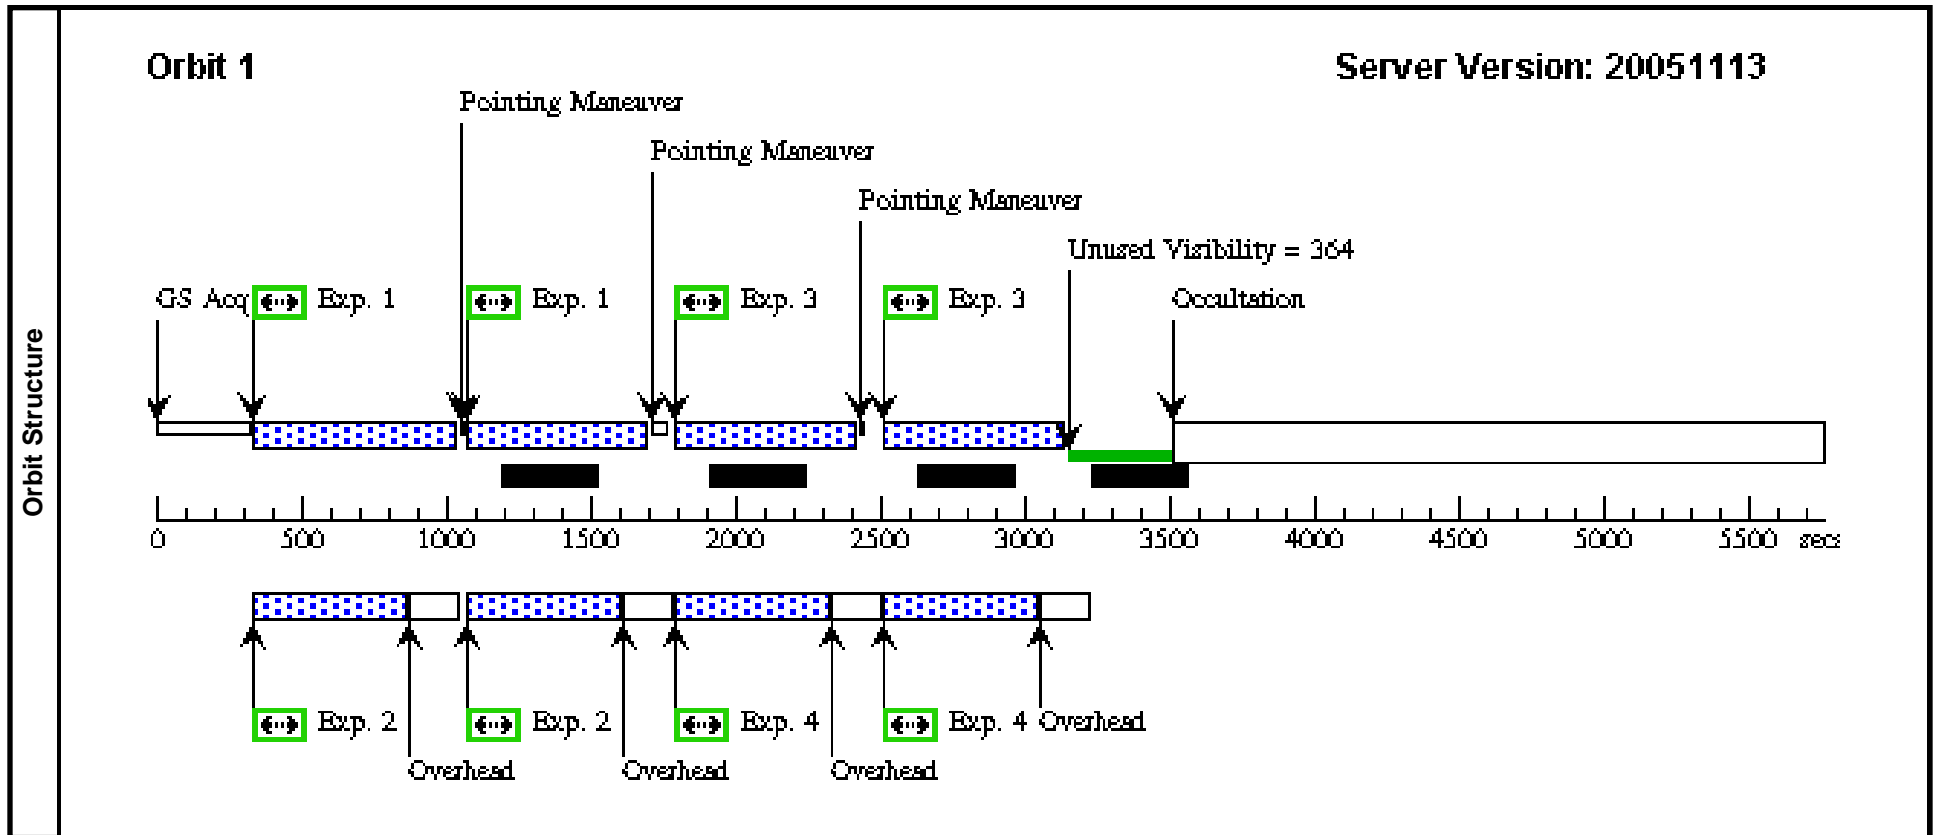 Orbit 1
Server Version: 20051113
Pointing Maneuver
Pointing Maneuver
Pointing Maneuver
Unused Visibility = 364
GS Acq
Exp. 1
Exp. 1
Exp. 3
Exp. 3
Occultation
Orbit Structure
0 500 1000 1500 2000 2500 3000 3500 4000 4500 5000 5500 secs
Exp. 2
Exp. 2
Exp. 4
Exp. 4
Overhead
Overhead
Overhead
Overhead